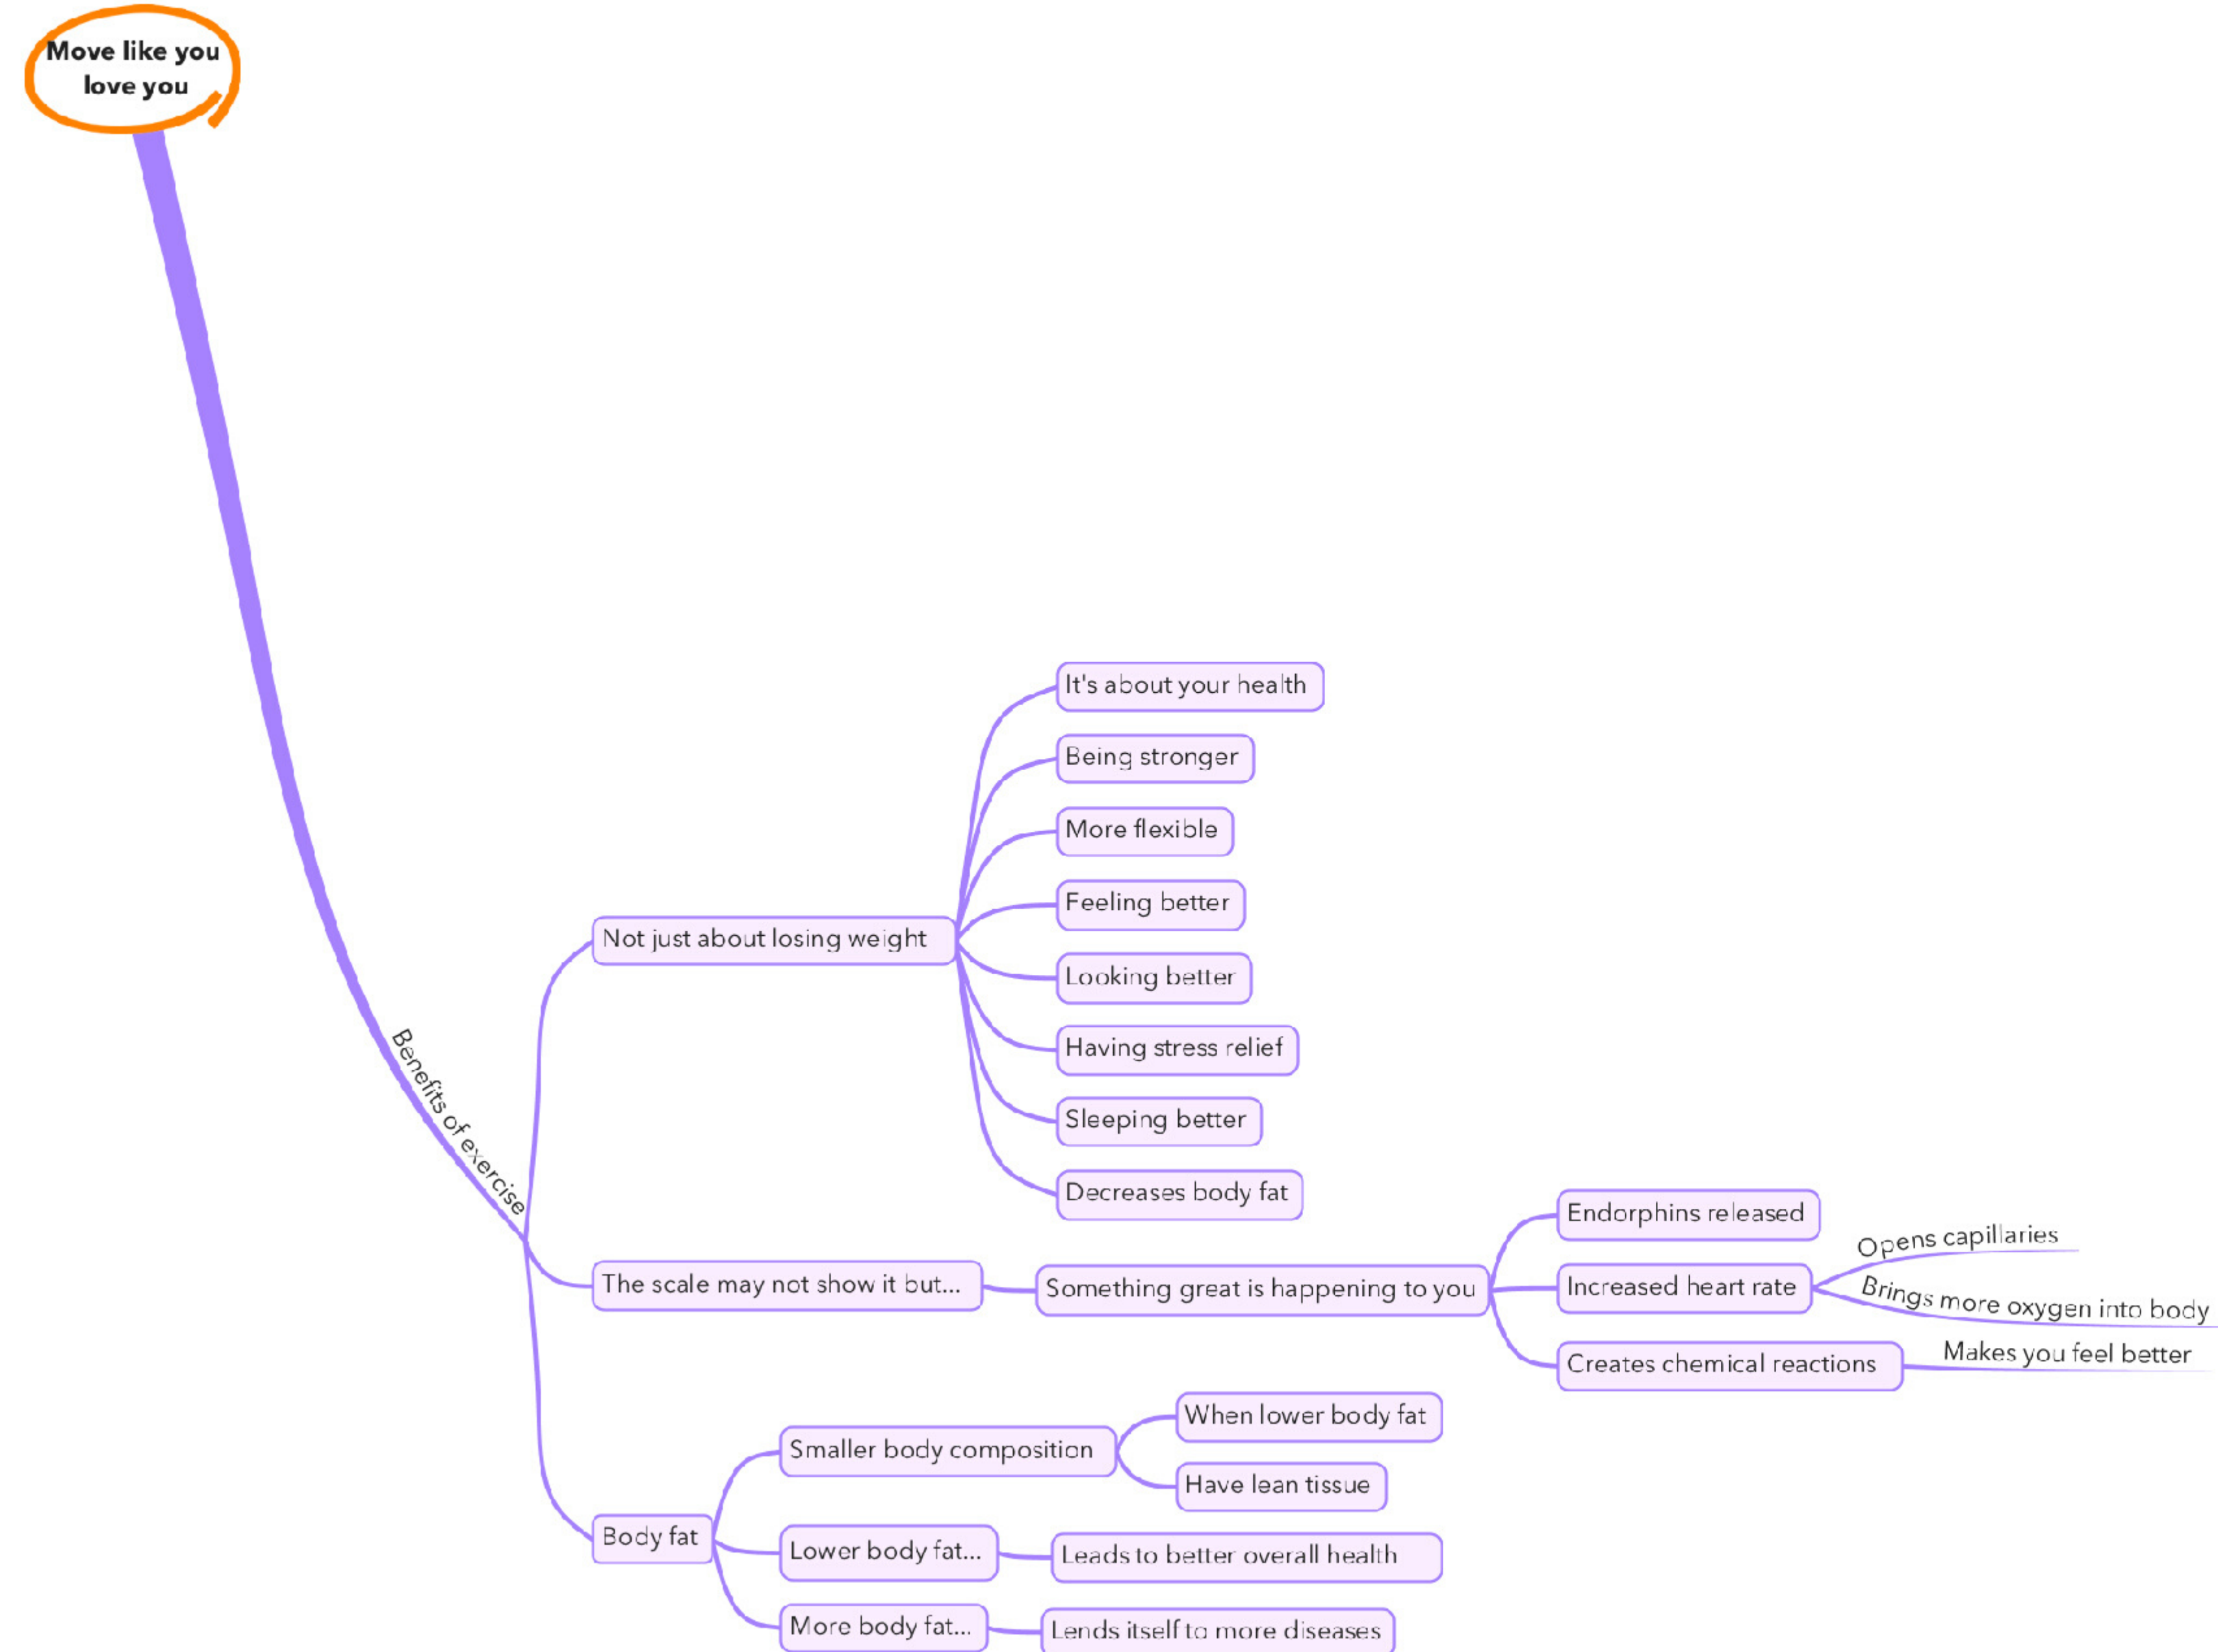 Move like you
love you
Benefits of exercise
Not just about losing weight
It's about your health
Being stronger
More flexible
Feeling better
Looking better
Having stress relief
Sleeping better
Decreases body fat
The scale may not show it but...
Something great is happening to you
Endorphins released
Increased heart rate
Opens capillaries
Brings more oxygen into body
Creates chemical reactions
Makes you feel better
Body fat
Smaller body composition
When lower body fat
Have lean tissue
Lower body fat...
Leads to better overall health
More body fat...
Lends itself to more diseases